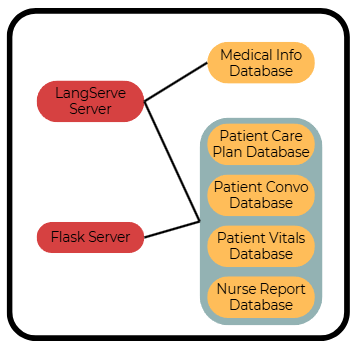 LangServe
Server
Flask Server
Medical Info
Database
Patient Care
Plan Database
Patient Convo
Database
Patient Vitals
Database
Nurse Report
Database